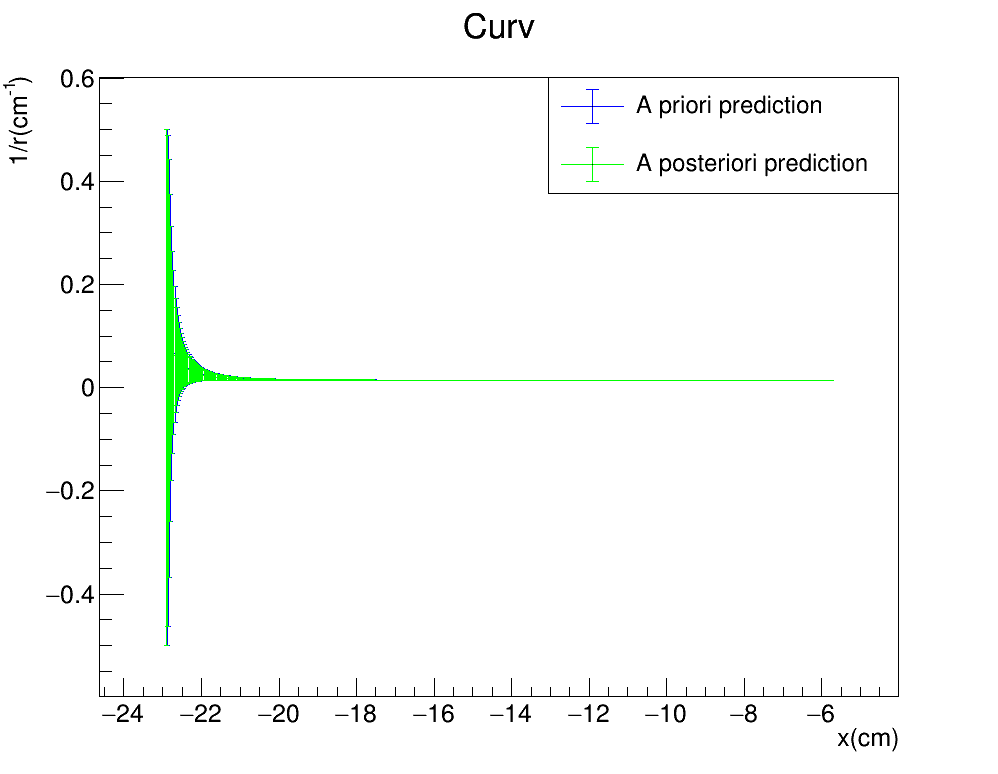 Curv
1/r(cm⁻¹)
A priori prediction
A posteriori prediction
0.6
0.4
0.2
0
−0.2
−0.4
−24 −22 −20 −18 −16 −14 −12 −10 −8 −6
x(cm)